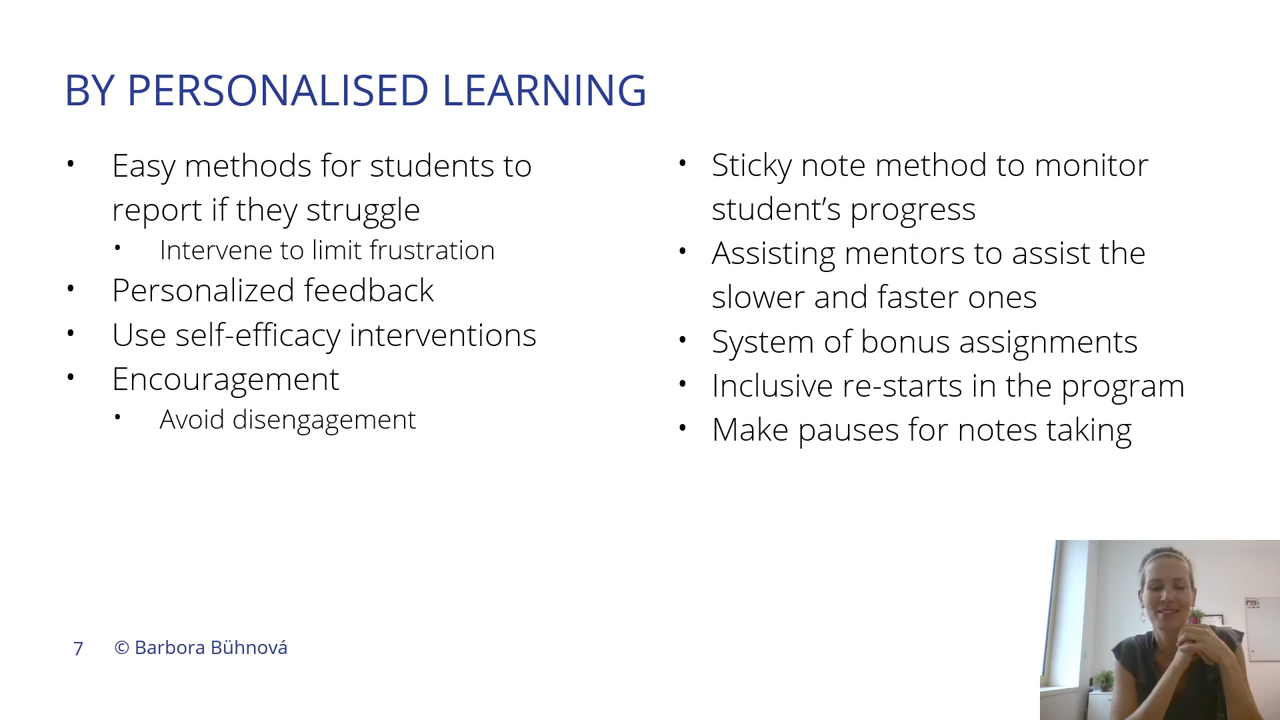 BY PERSONALISED LEARNING
• Easy methods for students to
report if they struggle
• Intervene to limit frustration
• Personalized feedback
• Use self-efficacy interventions
• Encouragement
• Avoid disengagement
• Sticky note method to monitor
student’s progress
• Assisting mentors to assist the
slower and faster ones
• System of bonus assignments
• Inclusive re-starts in the program
• Make pauses for notes taking
7 © Barbora Bühnová